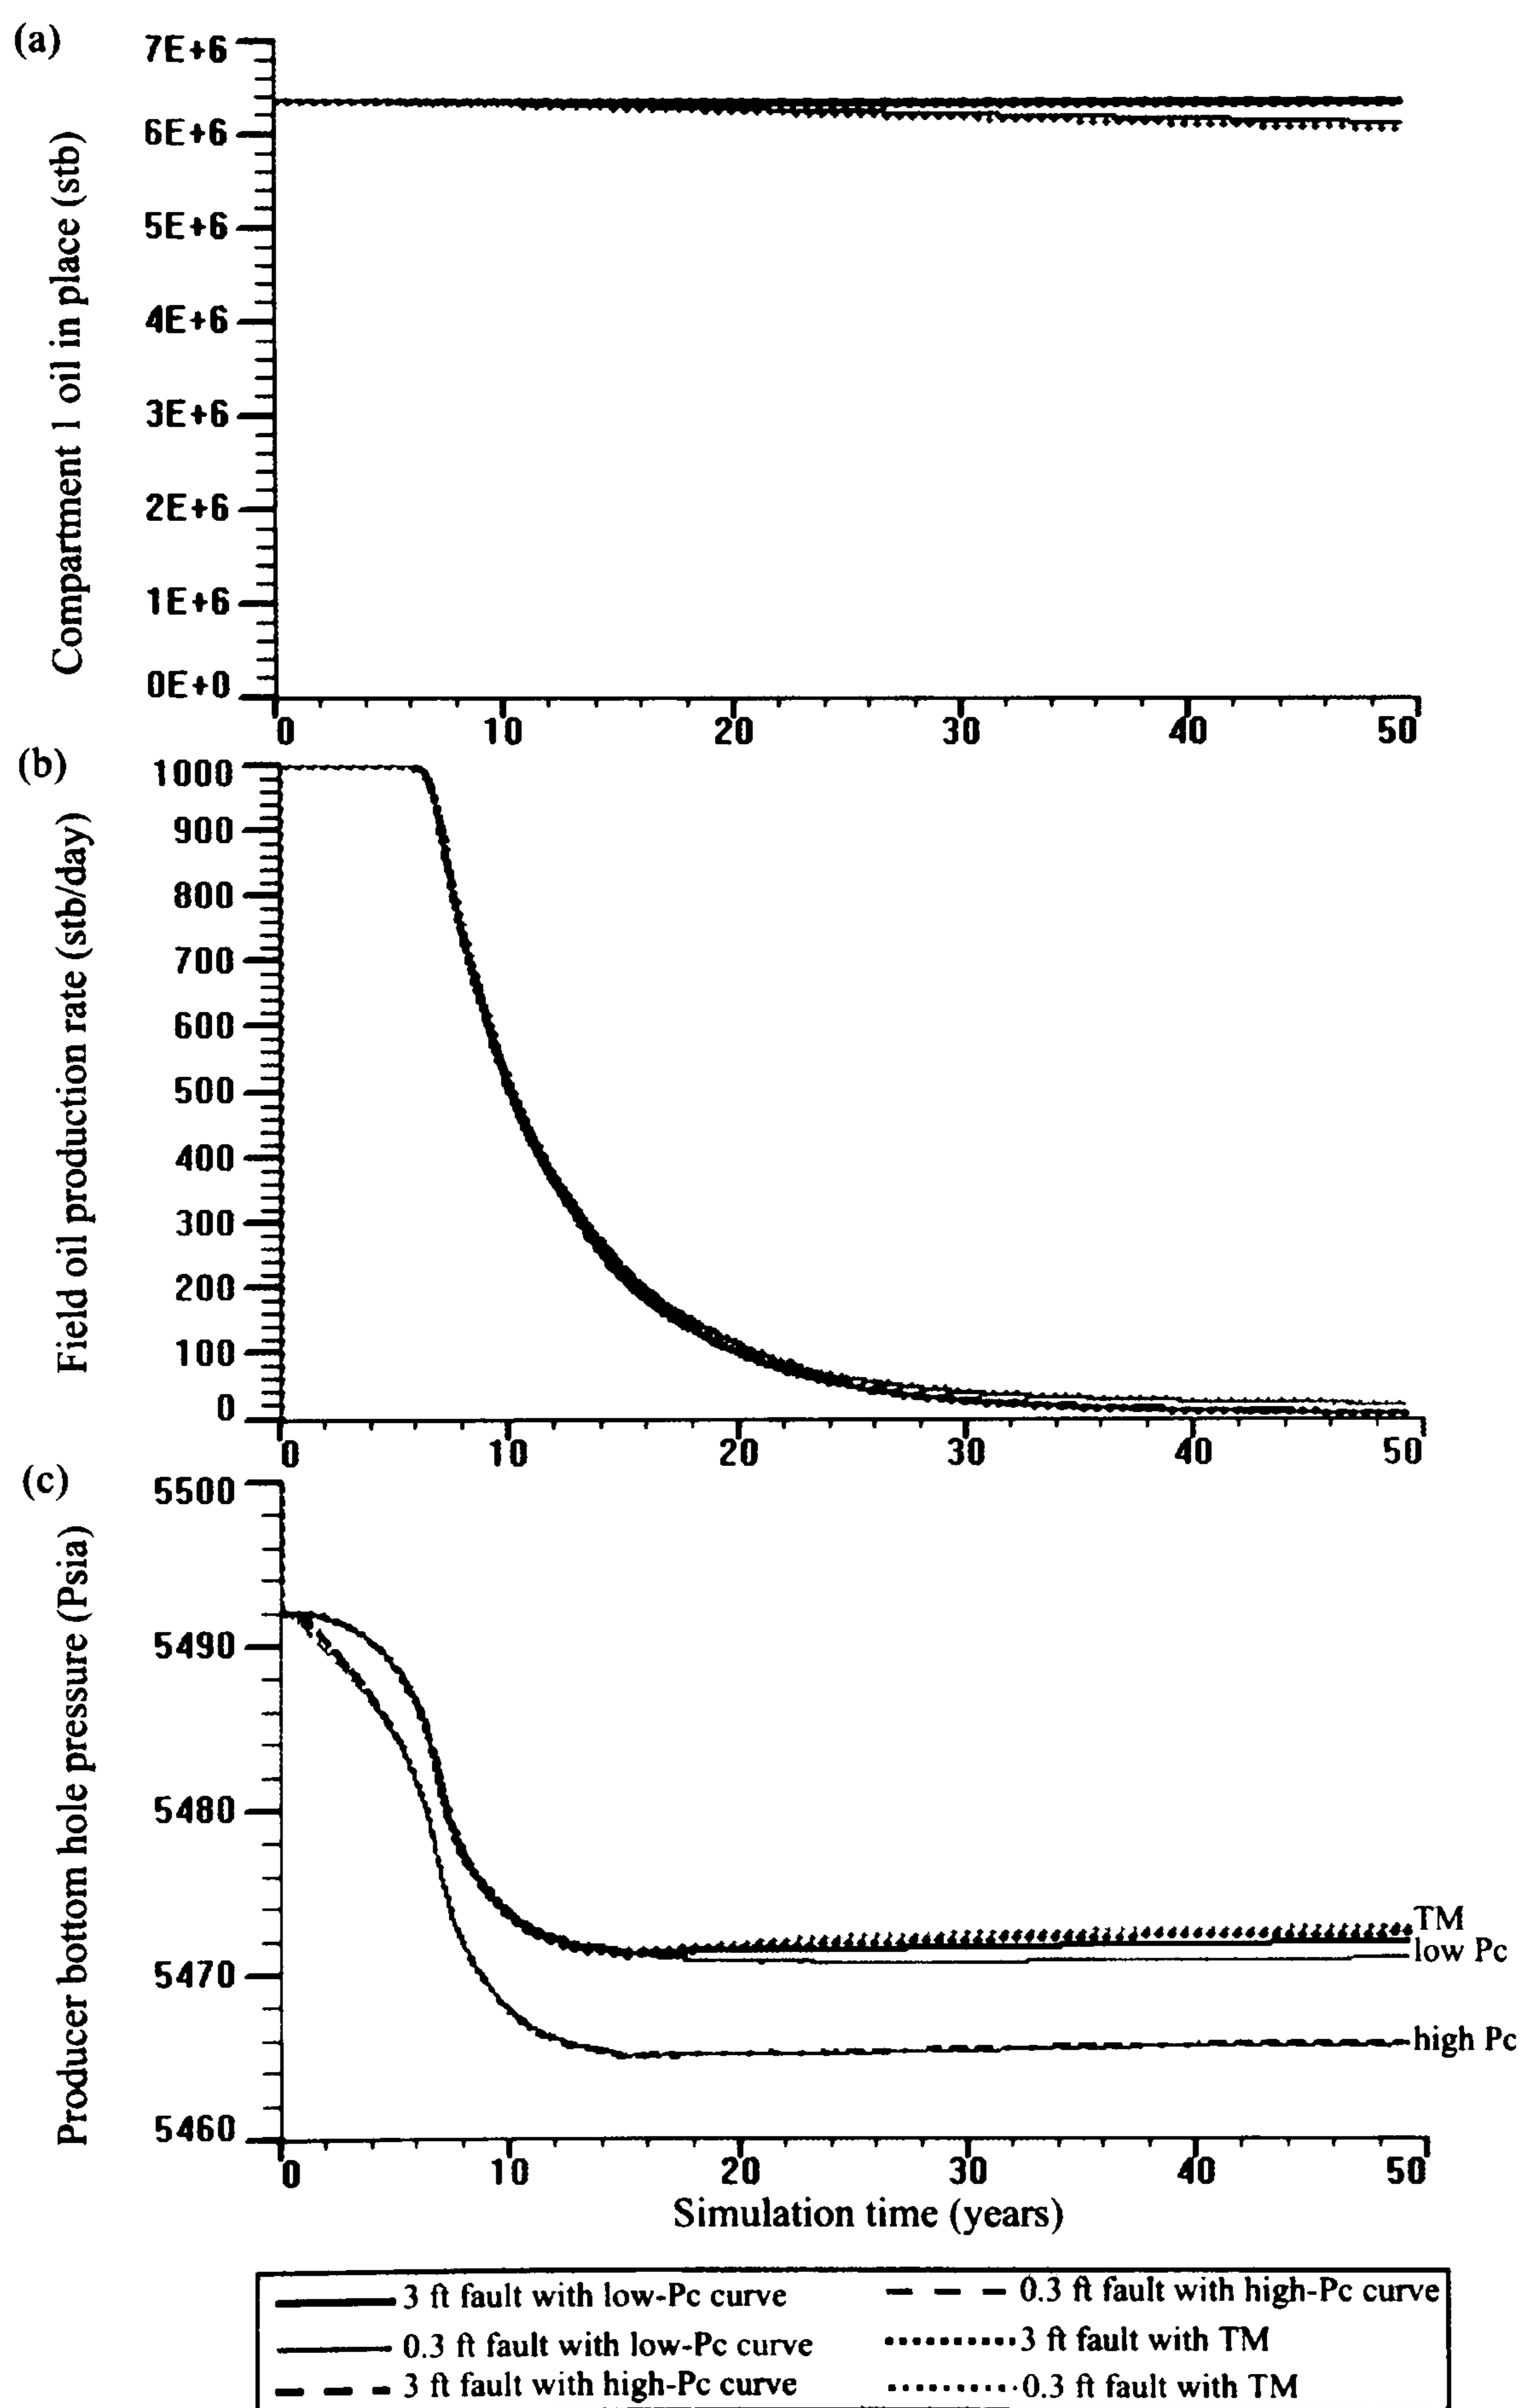 (a)
Compartment 1 oil in place (stb)
7E+6
6E+6
5E+6
4E+6
3E+6
2E+6
1E+6
0E+0
0 10 20 30 40 50
(b)
Field oil production rate (stb/day)
1000
900
800
700
600
500
400
300
200
100
0
0 10 20 30 40 50
(c)
Producer bottom hole pressure (Psia)
5500
5490
5480
5470
5460
TM
low Pc
high Pc
0 10 20 30 40 50
Simulation time (years)
3 ft fault with low-Pc curve
0.3 ft fault with low-Pc curve
3 ft fault with high-Pc curve
0.3 ft fault with high-Pc curve
3 ft fault with TM
0.3 ft fault with TM